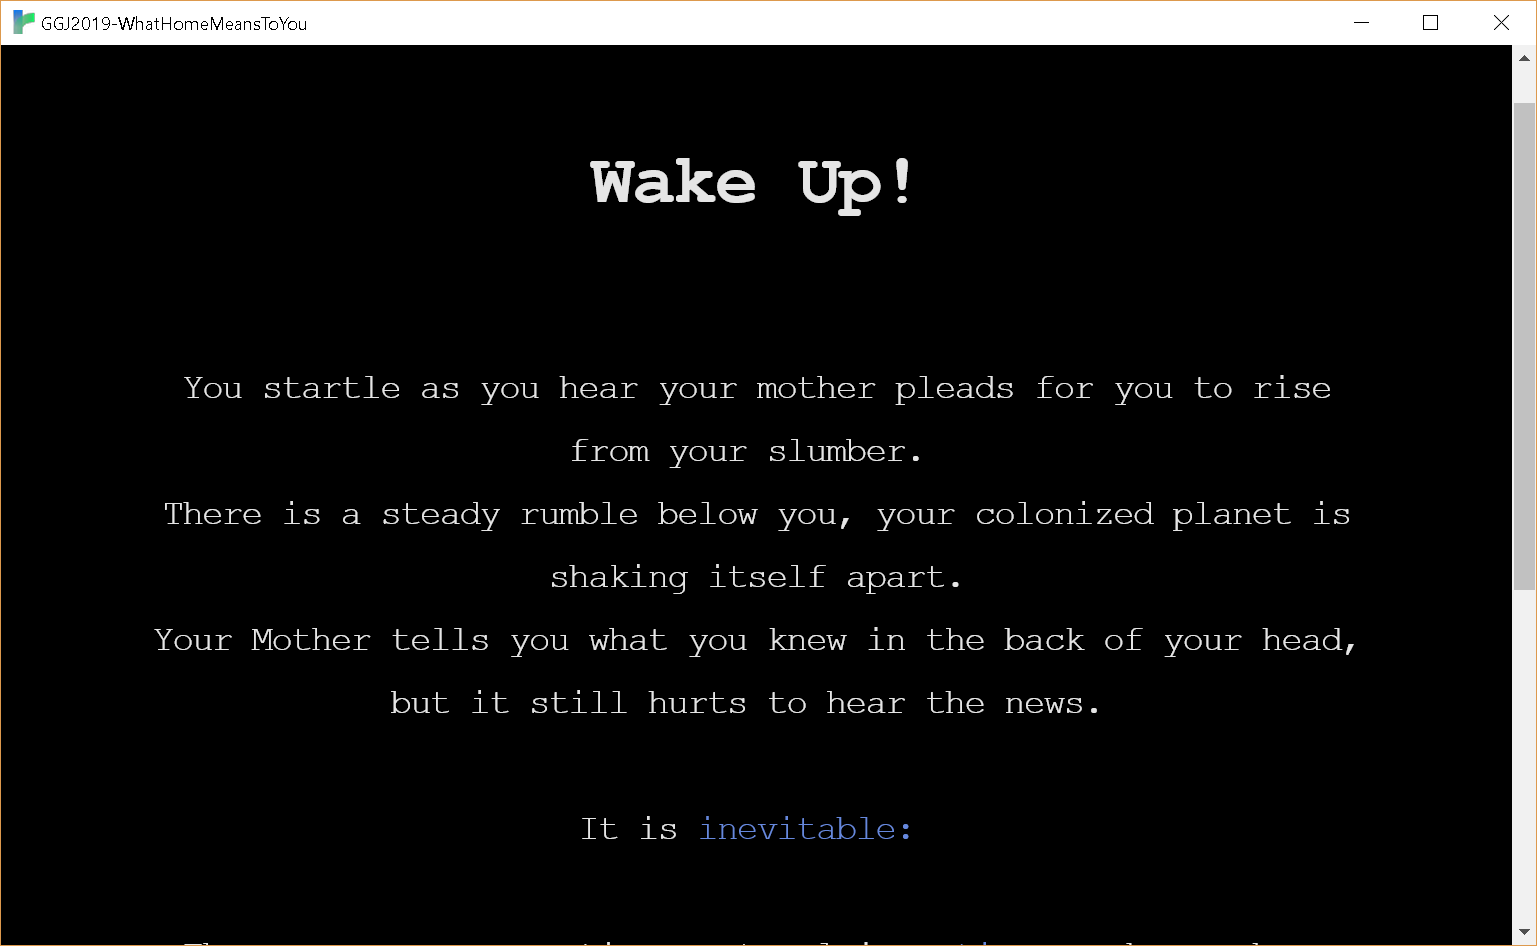 GGJ2019-WhatHomeMeansToYou
Wake Up!
You startle as you hear your mother pleads for you to rise
from your slumber.
There is a steady rumble below you, your colonized planet is
shaking itself apart.
Your Mother tells you what you knew in the back of your head,
but it still hurts to hear the news.
It is inevitable: